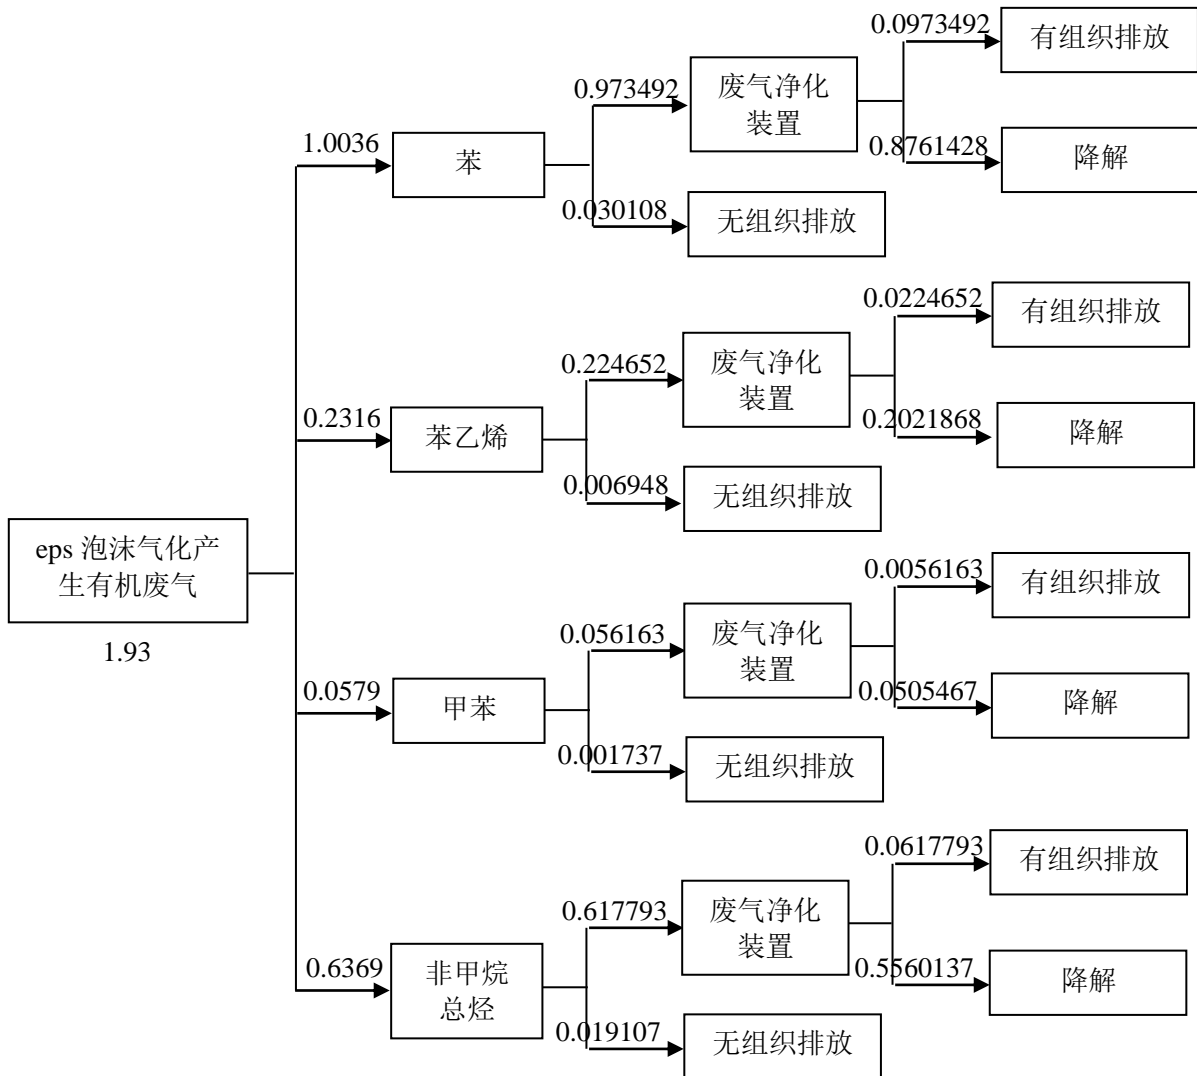 0.0973492
有组织排放
0.973492
废气净化
装置
0.8761428
降解
1.0036
苯
0.030108
无组织排放
0.0224652
有组织排放
0.224652
废气净化
装置
0.2021868
降解
0.2316
苯乙烯
0.006948
无组织排放
eps 泡沫气化产
生有机废气
1.93
0.0056163
有组织排放
0.056163
废气净化
装置
0.0505467
降解
0.0579
甲苯
0.001737
无组织排放
0.0617793
有组织排放
0.617793
废气净化
装置
0.5560137
降解
0.6369
非甲烷
总烃
0.019107
无组织排放